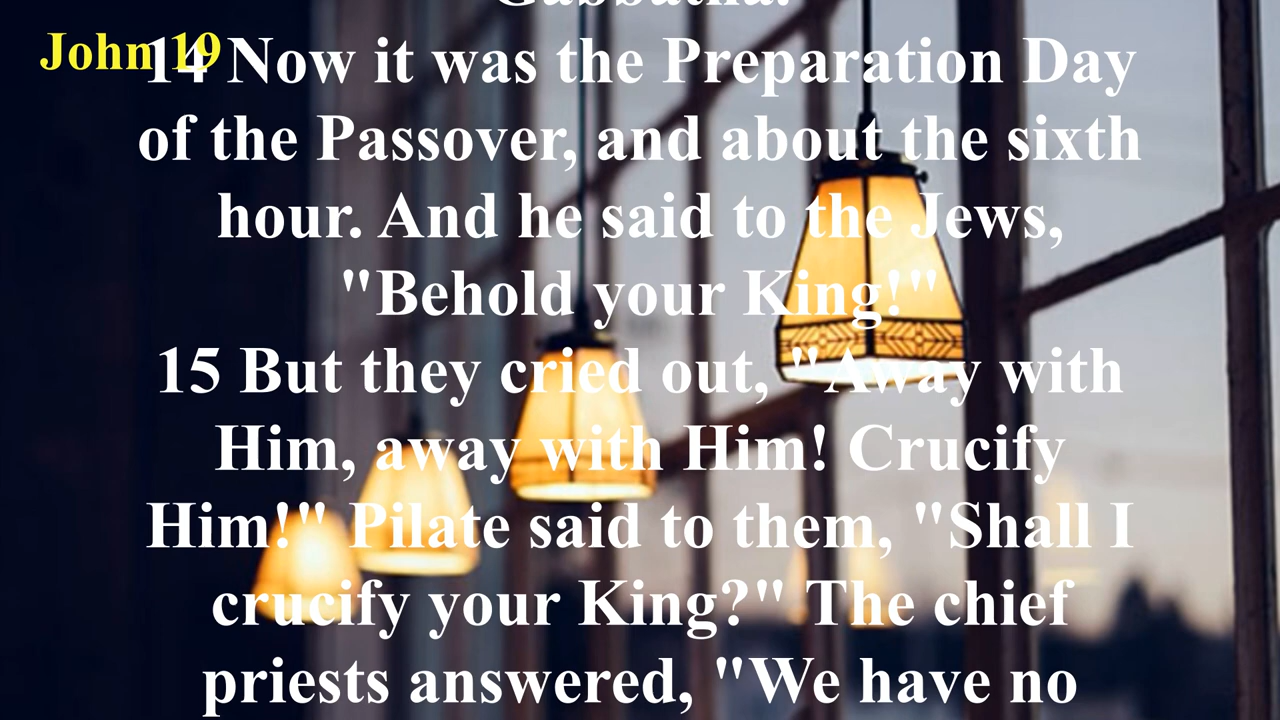 Gabbatha.
John 19
14 Now it was the Preparation Day
of the Passover, and about the sixth
hour. And he said to the Jews,
"Behold your King!"
15 But they cried out, "Away with
Him, away with Him! Crucify
Him!" Pilate said to them, "Shall I
crucify your King?" The chief
priests answered, "We have no